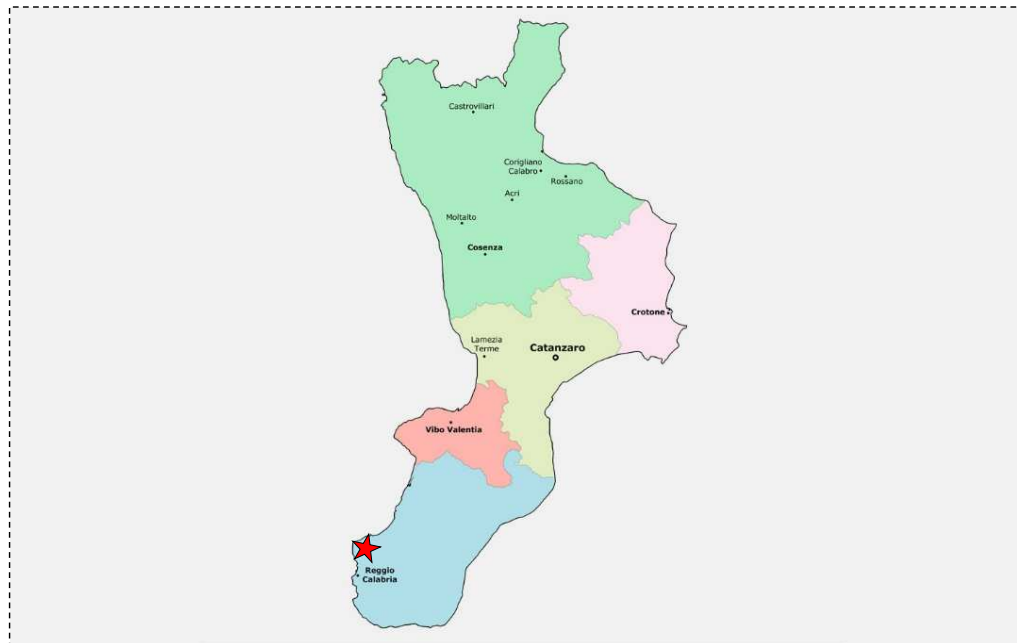 Castrovillari
Corigliano
Calabro
Rossano
Acri
Moltalto
Cosenza
Crotone
Lamezia
Terme
Catanzaro
Vibo Valentia
Reggio
Calabria